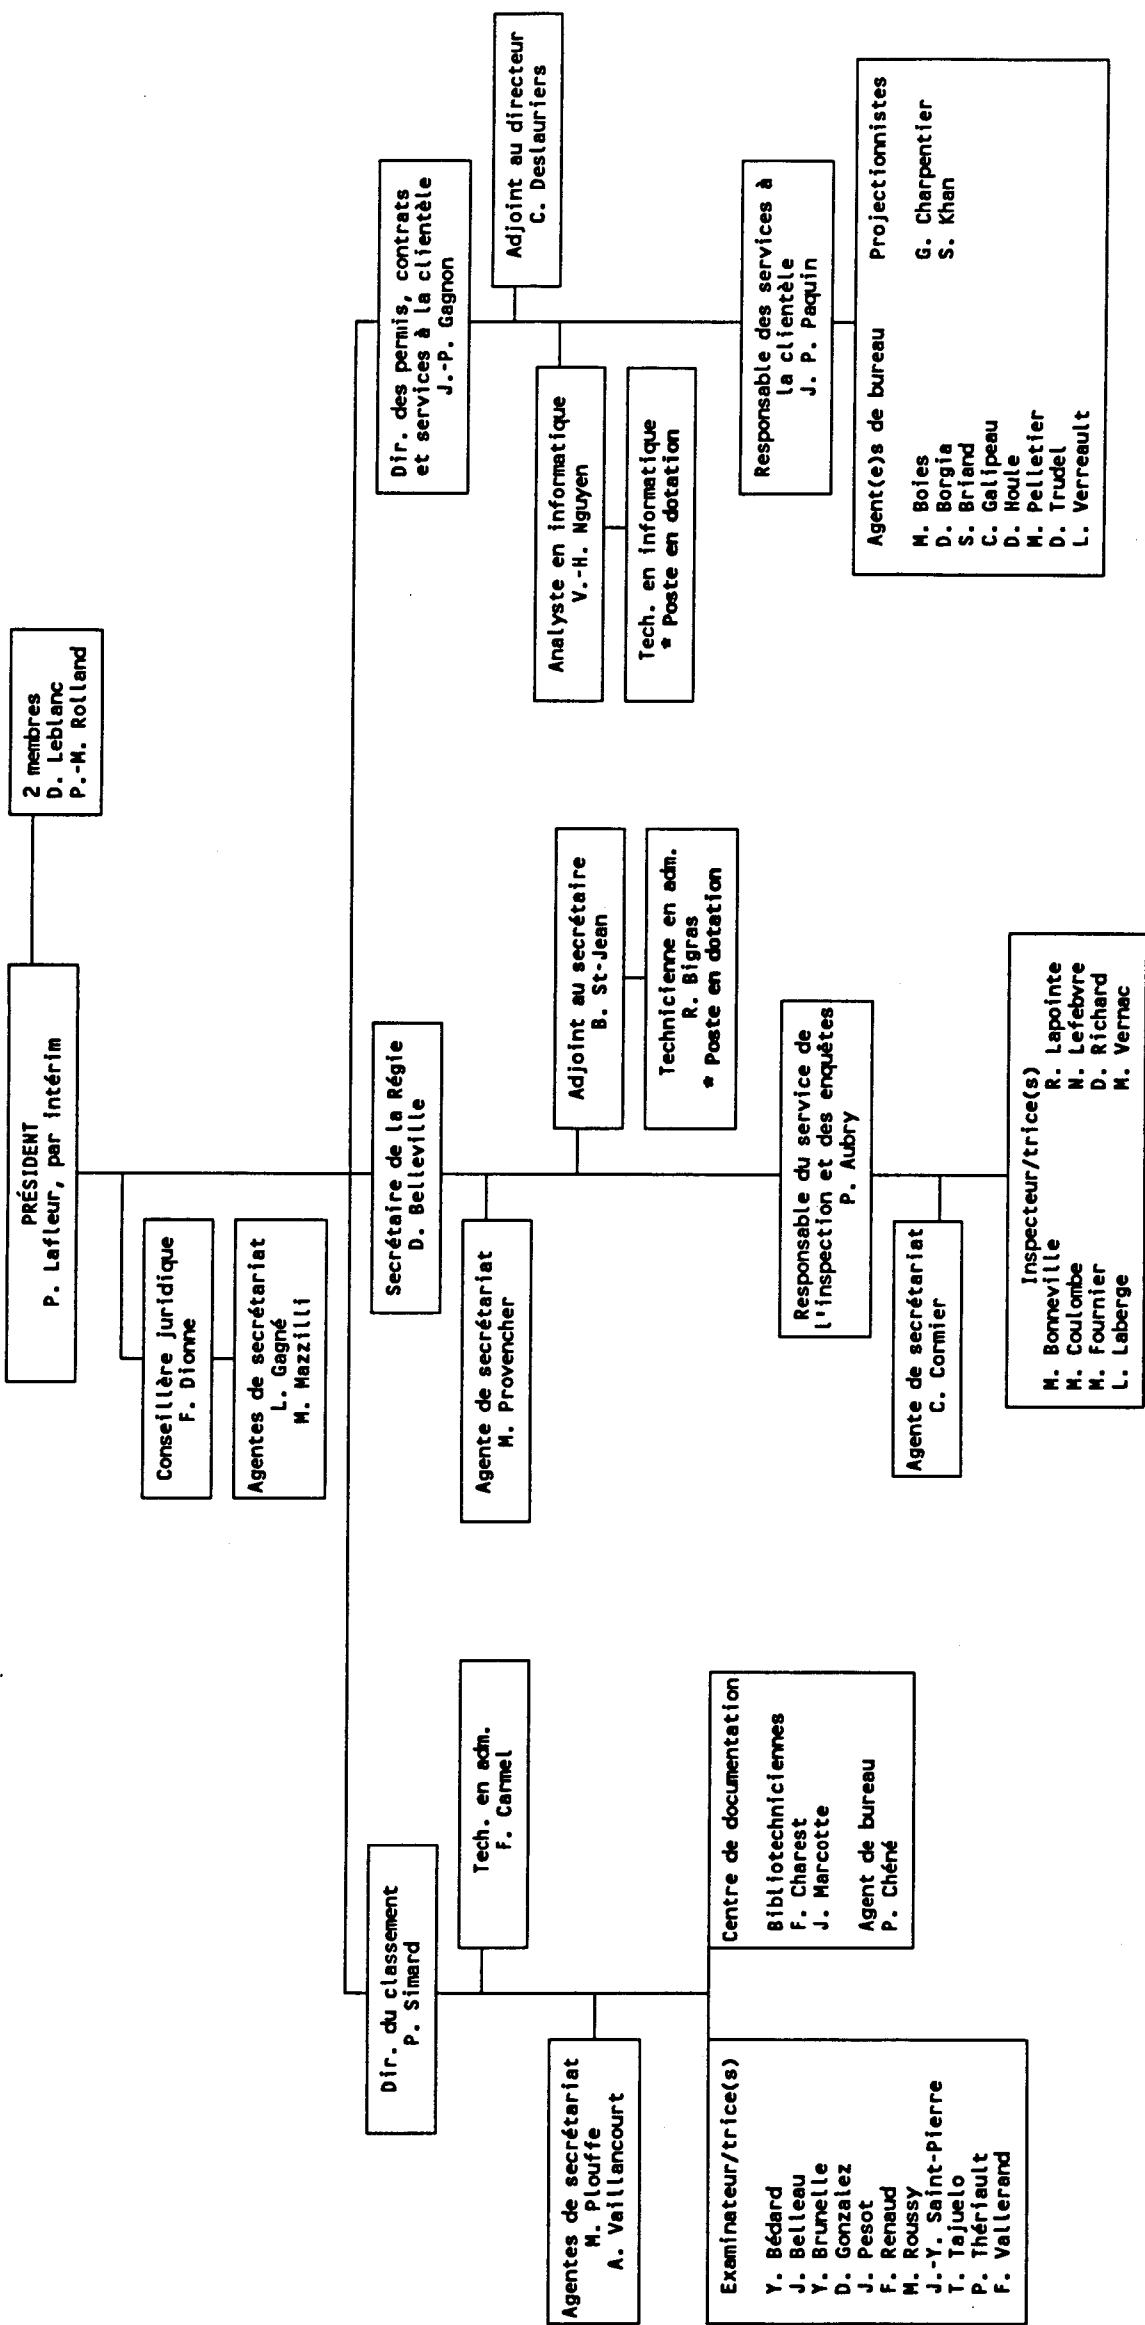 PRÉSIDENT
P. Lafleur, par intérim
2 membres
D. Leblanc
P.-M. Rolland
Conseillère juridique
F. Dionne
Agentes de secrétariat
L. Gagné
M. Mazzilli
Dir. du classement
P. Simard
Tech. en adm.
F. Carmel
Agentes de secrétariat
M. Plouffe
A. Vaillancourt
Examinateur/trice(s)
Y. Bédard
J. Belleau
Y. Brunelle
D. Gonzalez
J. Pesot
F. Renaud
M. Roussy
J.-Y. Saint-Pierre
T. Tajuelo
P. Thériault
F. Vallerand
Centre de documentation
Bibliotechniciennes
F. Charest
J. Marcotte
Agent de bureau
P. Chéné
Secrétaire de la Régie
D. Belleville
Agente de secrétariat
M. Provencher
Adjoint au secrétaire
B. St-Jean
Technicienne en adm.
R. Bigras
* Poste en dotation
Responsable du service de
l'inspection et des enquêtes
P. Aubry
Agente de secrétariat
C. Cormier
Inspecteur/trice(s)
M. Bonneville R. Lapointe
M. Coulombe N. Lefebvre
M. Fournier D. Richard
L. Laberge M. Vernac
Dir. des permis, contrats
et services à la clientèle
J.-P. Gagnon
Adjoint au directeur
C. Deslauriers
Analyste en informatique
V.-H. Nguyen
Tech. en informatique
* Poste en dotation
Responsable des services à
la clientèle
J. P. Paquin
Agent(e)s de bureau Projectionnistes
M. Boies G. Charpentier
D. Borgia S. Khan
S. Briand
C. Galipeau
D. Houle
M. Pelletier
D. Trudel
L. Verreault